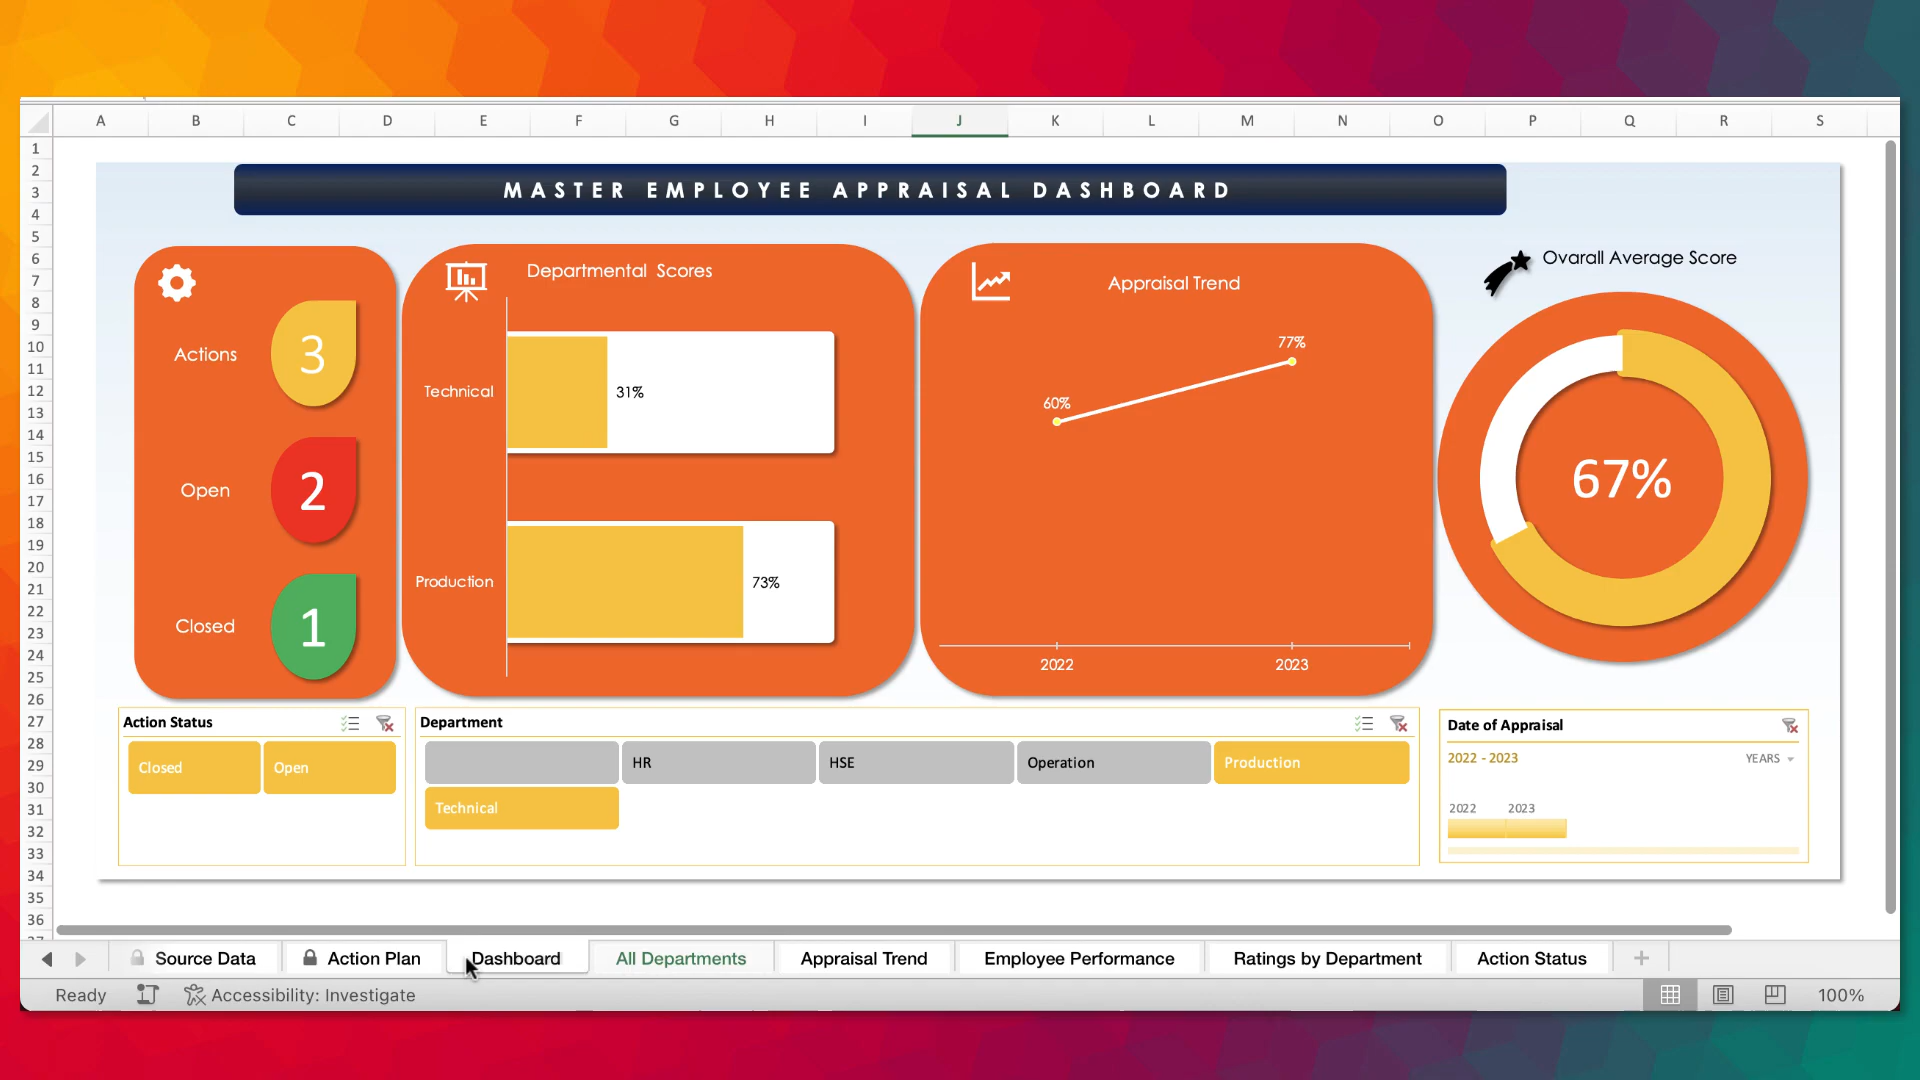 A B C D E F G H I J K L M N O P Q R S
1
2
3
4
5
6
7
8
9
10
11
12
13
14
15
16
17
18
19
20
21
22
23
24
25
26
27
28
29
30
31
32
33
34
35
36
MASTER EMPLOYEE APPRAISAL DASHBOARD
Actions
3
Open
2
Closed
1
Departmental Scores
Technical
31%
Production
73%
Appraisal Trend
77%
60%
2022 2023
Ovarall Average Score
67%
Action Status
Closed Open
Department
HR HSE Operation Production
Technical
Date of Appraisal
2022 - 2023 YEARS
2022 2023
Source Data Action Plan Dashboard All Departments Appraisal Trend Employee Performance Ratings by Department Action Status
Ready Accessibility: Investigate 100%